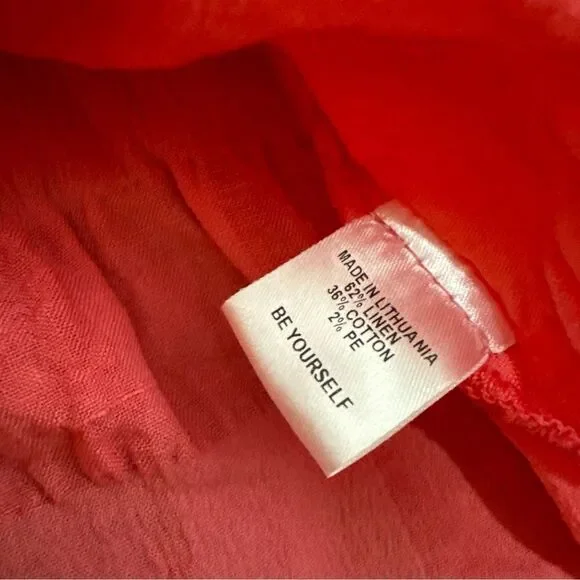 MADE IN LITHUANIA
62% LINEN
36% COTTON
2% PE
BE YOURSELF